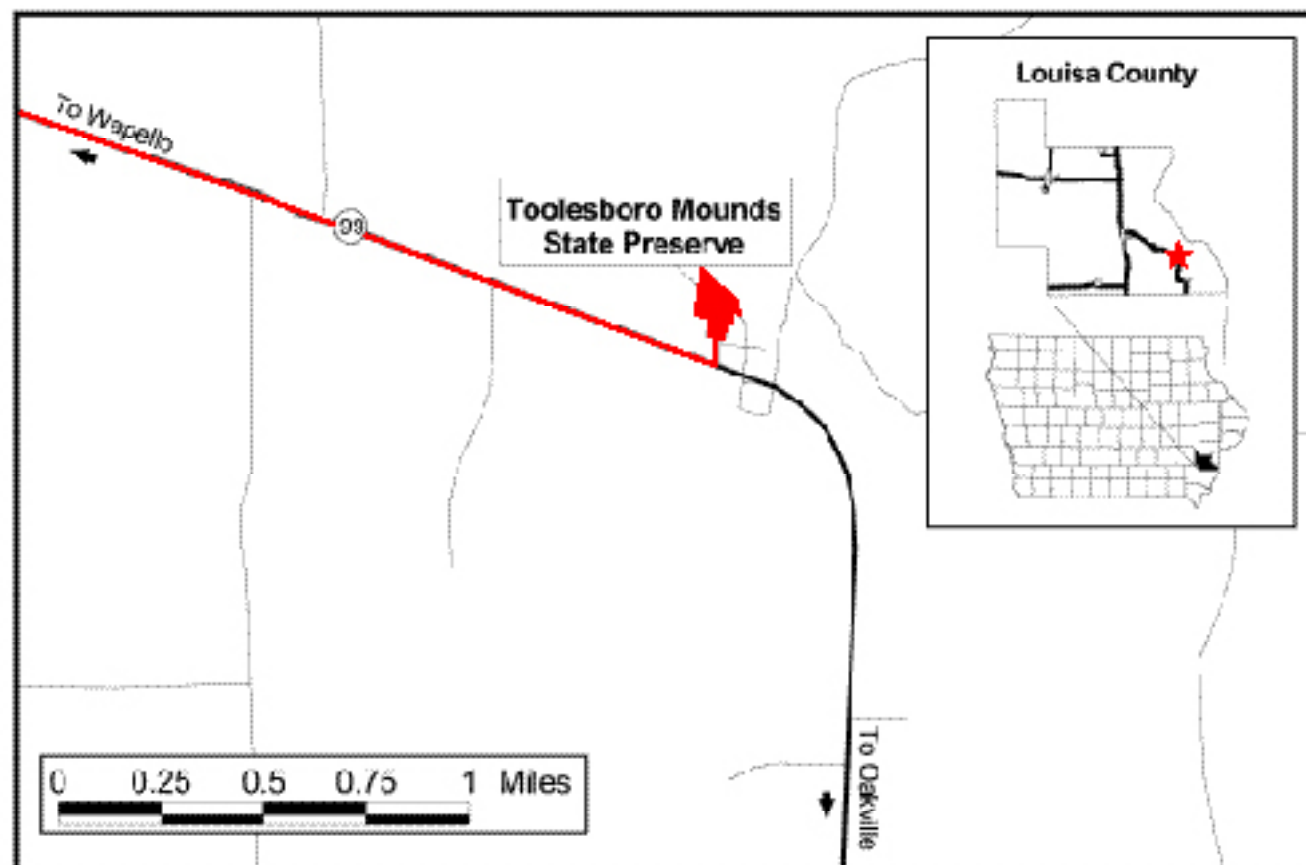 Louisa County
To Wapello
99
Toolesboro Mounds
State Preserve
To Oakville
0 0.25 0.5 0.75 1 Miles